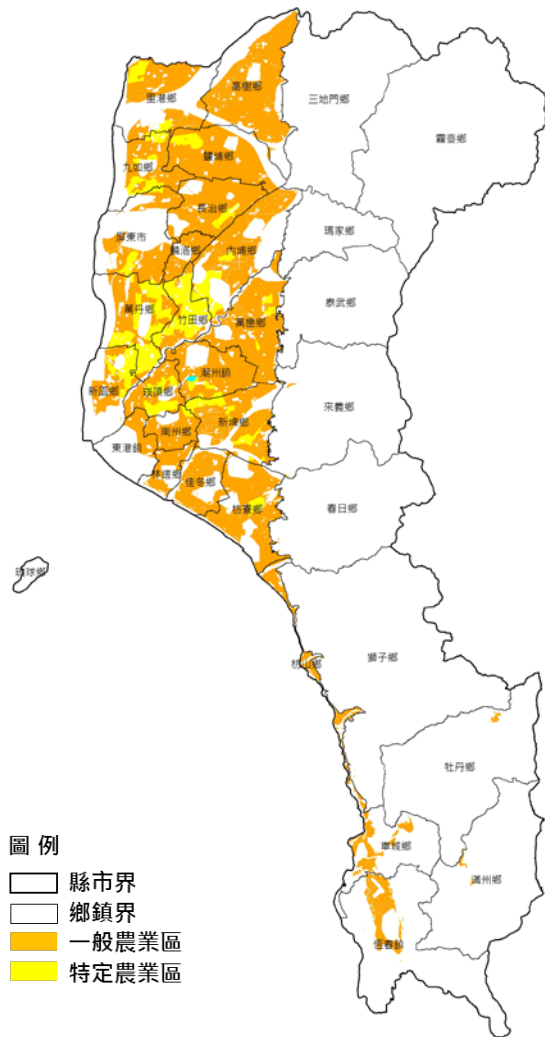 高樹鄉
三地門鄉
里港鄉
霧臺鄉
鹽埔鄉
九如鄉
長治鄉
瑪家鄉
屏東市
麟洛鄉
內埔鄉
泰武鄉
萬丹鄉
竹田鄉
萬巒鄉
潮州鎮
新園鄉
崁頂鄉
來義鄉
新埤鄉
南州鄉
東港鎮
林邊鄉
佳冬鄉
枋寮鄉
春日鄉
琉球鄉
枋山鄉
獅子鄉
牡丹鄉
車城鄉
滿州鄉
恆春鎮
圖 例
縣市界
鄉鎮界
一般農業區
特定農業區